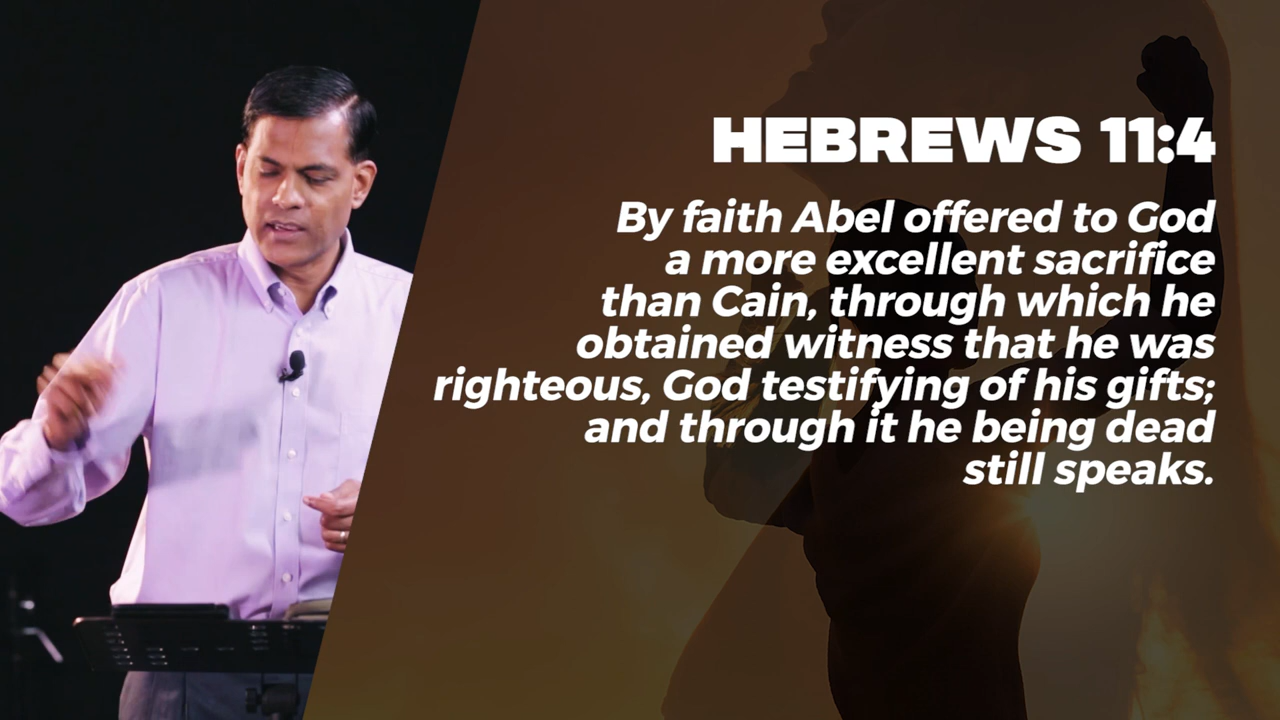 HEBREWS 11:4
By faith Abel offered to God
a more excellent sacrifice
than Cain, through which he
obtained witness that he was
righteous, God testifying of his gifts;
and through it he being dead
still speaks.